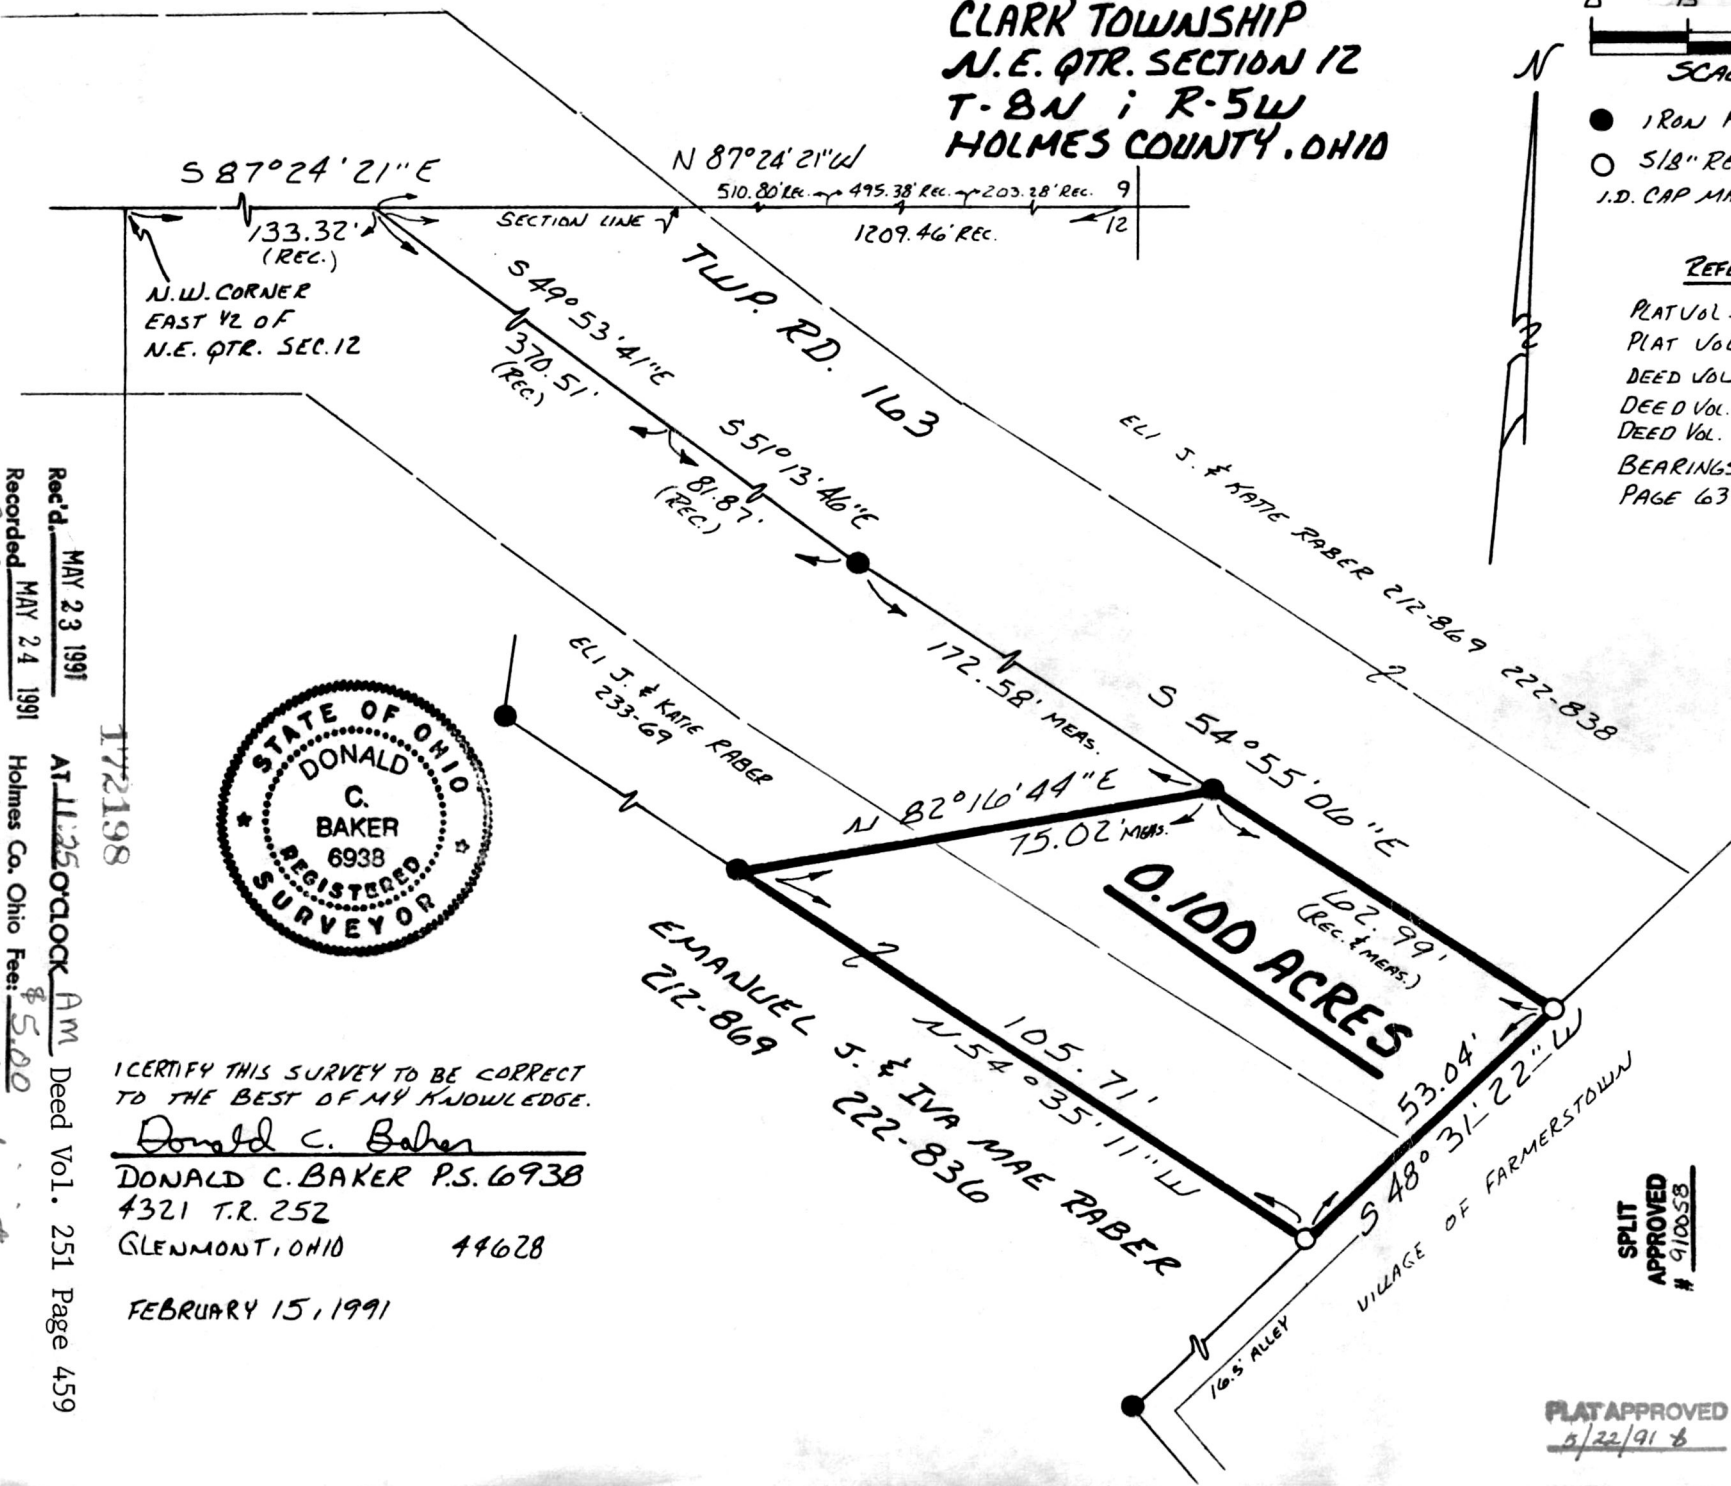 CLARK TOWNSHIP
N.E. QTR. SECTION 12
T-8N ; R-5W
HOLMES COUNTY, OHIO
N
0 15
● IRON
○ 5/8"
I.D. CAP
PLAT VOL
PLAT VOL
DEED VOL
DEED VOL.
DEED VOL.
BEARINGS
PAGE 63
S 87°24'21"E
133.32'
(REC.)
N.W. CORNER
EAST 1/2 OF
N.E. QTR. SEC. 12
N 87°24'21"W
510.80' REC. 495.38' REC. 203.28' REC. 9
SECTION LINE
1209.46' REC.
12
S 49°53'41"E
370.51'
(REC.)
TWP. RD. 163
S 51°13'46"E
81.87'
(REC.)
ELI J. & KATIE RABER 212-869 222-838
172.58' MEAS.
S 54°55'06"E
ELI J. & KATIE RABER
233-69
N 82°16'44"E
75.02' MEAS.
62.99'
(REC. & MEAS.)
0.100 ACRES
53.04'
S 48°31'22"W
105.71'
N 54°35'11"W
EMANUEL J. & IVA MAE RABER
212-869 222-836
VILLAGE OF FARMERSTOWN
16.5' ALLEY
STATE OF OHIO
DONALD
C.
BAKER
6938
REGISTERED
SURVEYOR
I CERTIFY THIS SURVEY TO BE CORRECT
TO THE BEST OF MY KNOWLEDGE.
Donald C. Baker
DONALD C. BAKER P.S. 6938
4321 T.R. 252
GLENMONT, OHIO 44628
FEBRUARY 15, 1991
172198
Rec'd. MAY 23 1991 AT 11:25 O'CLOCK AM Deed Vol. 251 Page 459
Recorded MAY 24 1991 Holmes Co. Ohio Fee: $5.00
SPLIT
APPROVED
# 910058
PLAT APPROVED
5/22/91